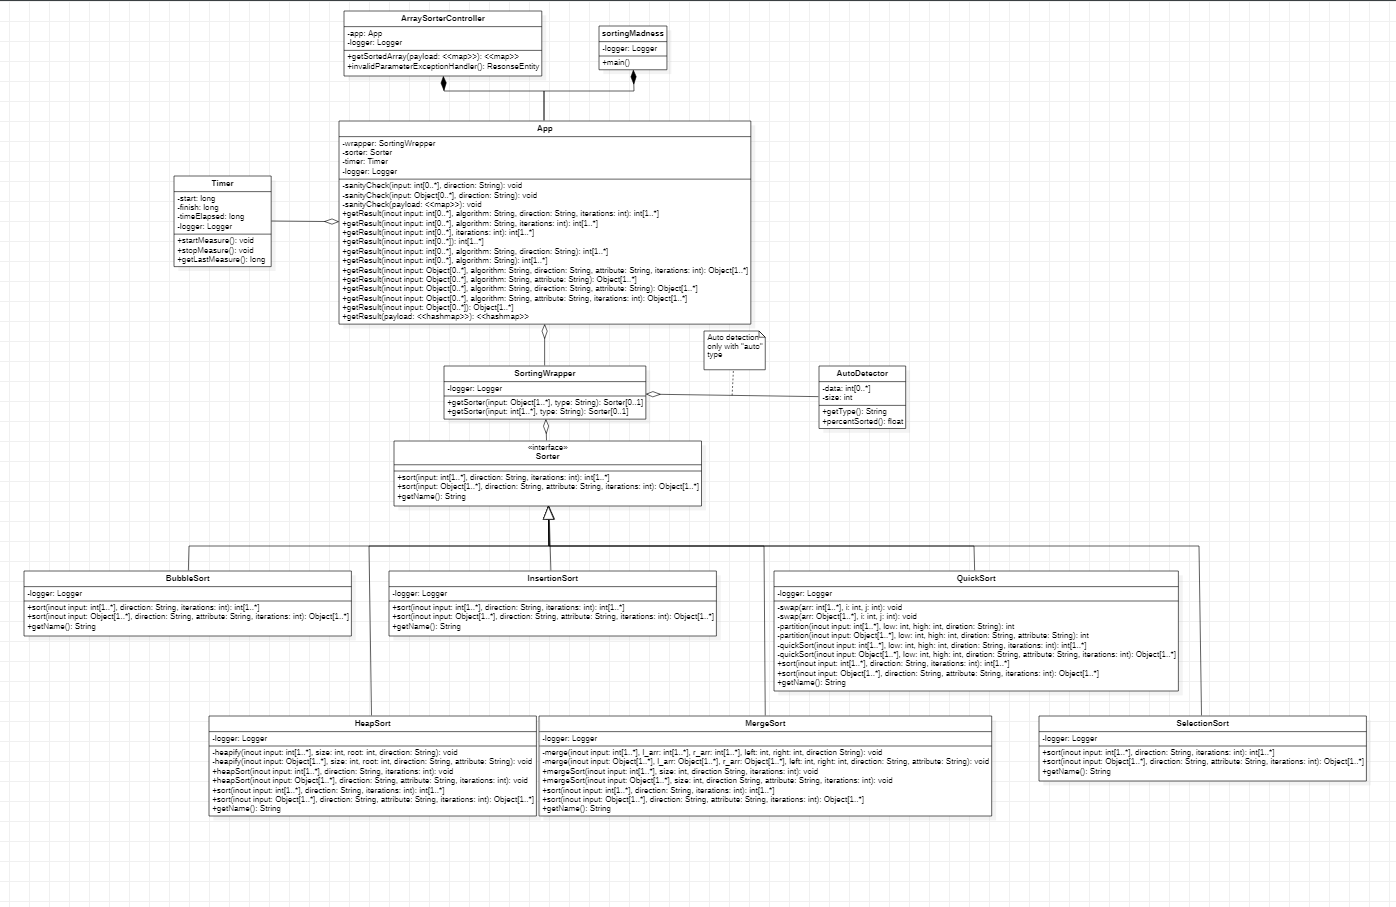 ArraySorterController
-app: App
-logger: Logger
+getSortedArray(payload: <<map>>): <<map>>
+invalidParameterExceptionHandler(): ResonseEntity
sortingMadness
-logger: Logger
+main()
App
-wrapper: SortingWrepper
-sorter: Sorter
-timer: Timer
-logger: Logger
-sanityCheck(input: int[0..*], direction: String): void
-sanityCheck(input: Object[0..*], direction: String): void
-sanityCheck(payload: <<map>>): void
+getResult(inout input: int[0..*], algorithm: String, direction: String, iterations: int): int[1..*]
+getResult(inout input: int[0..*], algorithm: String, iterations: int): int[1..*]
+getResult(inout input: int[0..*], iterations: int): int[1..*]
+getResult(inout input: int[0..*]): int[1..*]
+getResult(inout input: int[0..*], algorithm: String, direction: String): int[1..*]
+getResult(inout input: int[0..*], algorithm: String): int[1..*]
+getResult(inout input: Object[0..*], algorithm: String, direction: String, attribute: String, iterations: int): Object[1..*]
+getResult(inout input: Object[0..*], algorithm: String, attribute: String): Object[1..*]
+getResult(inout input: Object[0..*], algorithm: String, direction: String, attribute: String): Object[1..*]
+getResult(inout input: Object[0..*], algorithm: String, attribute: String, iterations: int): Object[1..*]
+getResult(inout input: Object[0..*]): Object[1..*]
+getResult(payload: <<hashmap>>): <<hashmap>>
Timer
-start: long
-finish: long
-timeElapsed: long
-logger: Logger
+startMeasure(): void
+stopMeasure(): void
+getLastMeasure(): long
Auto detection
only with "auto"
type
SortingWrapper
-logger: Logger
+getSorter(input: Object[1..*], type: String): Sorter[0..1]
+getSorter(input: int[1..*], type: String): Sorter[0..1]
AutoDetector
-data: int[0..*]
-size: int
+getType(): String
+percentSorted(): float
«interface»
Sorter
+sort(input: int[1..*], direction: String, iterations: int): int[1..*]
+sort(input: Object[1..*], direction: String, attribute: String, iterations: int): Object[1..*]
+getName(): String
BubbleSort
-logger: Logger
+sort(inout input: int[1..*], direction: String, iterations: int): int[1..*]
+sort(inout input: Object[1..*], direction: String, attribute: String, iterations: int): Object[1..*]
+getName(): String
InsertionSort
-logger: Logger
+sort(inout input: int[1..*], direction: String, iterations: int): int[1..*]
+sort(inout input: Object[1..*], direction: String, attribute: String, iterations: int): Object[1..*]
+getName(): String
QuickSort
-logger: Logger
-swap(arr: int[1..*], i: int, j: int): void
-swap(arr: Object[1..*], i: int, j: int): void
-partition(inout input: int[1..*], low: int, high: int, diretion: String): int
-partition(inout input: Object[1..*], low: int, high: int, diretion: String, attribute: String): int
-quickSort(inout input: int[1..*], low: int, high: int, diretion: String, iterations: int): int[1..*]
-quickSort(inout input: Object[1..*], low: int, high: int, diretion: String, attribute: String, iterations: int): Object[1..*]
+sort(inout input: int[1..*], direction: String, iterations: int): int[1..*]
+sort(inout input: Object[1..*], direction: String, attribute: String, iterations: int): Object[1..*]
+getName(): String
HeapSort
-logger: Logger
-heapify(inout input: int[1..*], size: int, root: int, direction: String): void
-heapify(inout input: Object[1..*], size: int, root: int, direction: String, attribute: String): void
+heapSort(inout input: int[1..*], direction: String, iterations: int): void
+heapSort(inout input: Object[1..*], direction: String, attribute: String, iterations: int): void
+sort(inout input: int[1..*], direction: String, iterations: int): int[1..*]
+sort(inout input: Object[1..*], direction: String, attribute: String, iterations: int): Object[1..*]
+getName(): String
MergeSort
-logger: Logger
-merge(inout input: int[1..*], l_arr: int[1..*], r_arr: int[1..*], left: int, right: int, direction String): void
-merge(inout input: Object[1..*], l_arr: Object[1..*], r_arr: Object[1..*], left: int, right: int, direction: String, attribute: String): void
+mergeSort(inout input: int[1..*], size: int, direction String, iterations: int): void
+mergeSort(inout input: Object[1..*], size: int, direction: String, attribute: String, iterations: int): void
+sort(inout input: int[1..*], direction: String, iterations: int): int[1..*]
+sort(inout input: Object[1..*], direction: String, attribute: String, iterations: int): Object[1..*]
+getName(): String
SelectionSort
-logger: Logger
+sort(inout input: int[1..*], direction: String, iterations: int): int[1..*]
+sort(inout input: Object[1..*], direction: String, attribute: String, iterations: int): Object[1..*]
+getName(): String